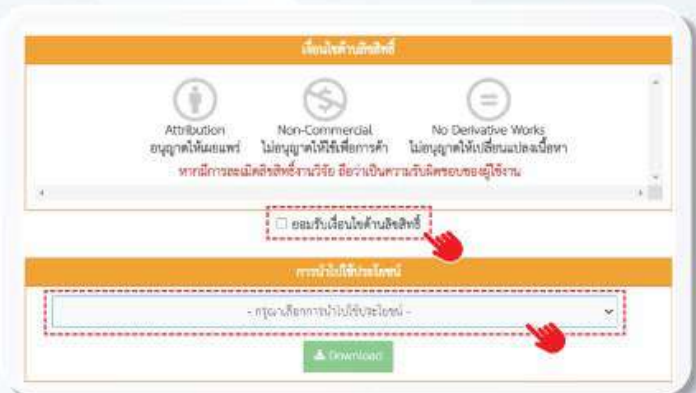 เงื่อนไขด้านลิขสิทธิ์
Attribution
Non-Commercial
No Derivative Works
อนุญาตให้เผยแพร่
ไม่อนุญาตให้ใช้เพื่อการค้า
ไม่อนุญาตให้เปลี่ยนแปลงเนื้อหา
หากมีการละเมิดลิขสิทธิ์งานวิจัย ถือว่าเป็นความรับผิดชอบของผู้ใช้งาน
ยอมรับเงื่อนไขด้านลิขสิทธิ์
การนำไปใช้ประโยชน์
- กรุณาเลือกการนำไปใช้ประโยชน์ -
Download